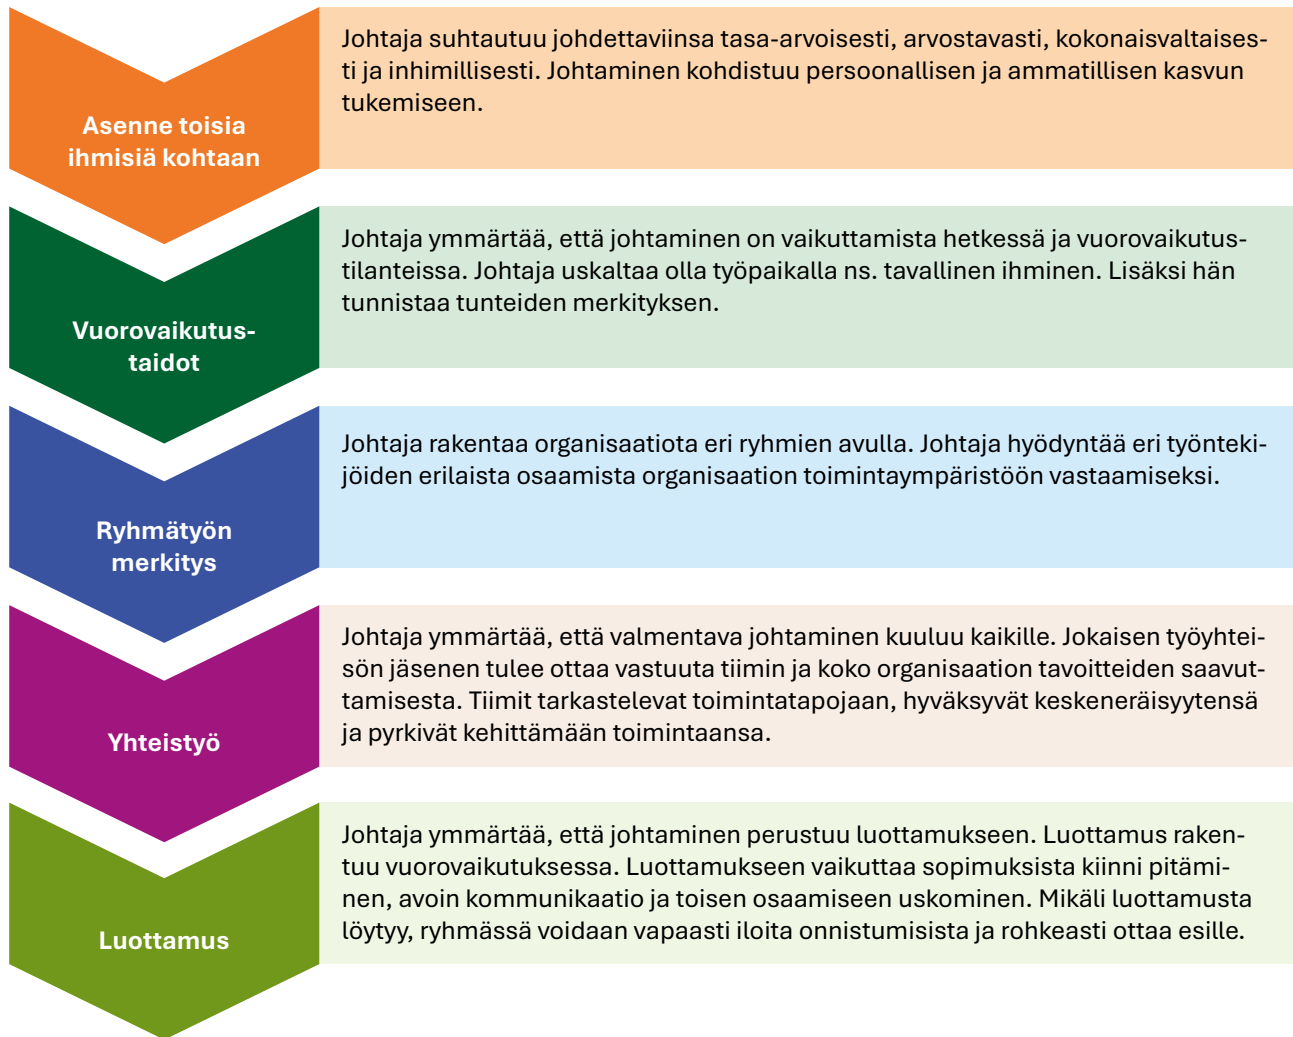 Asenne toisia
ihmisiä kohtaan
Johtaja suhtautuu johdettaviinsa tasa-arvoisesti, arvostavasti, kokonaisvaltaises-
ti ja inhimillisesti. Johtaminen kohdistuu persoonallisen ja ammatillisen kasvun
tukemiseen.
Vuorovaikutus-
taidot
Johtaja ymmärtää, että johtaminen on vaikuttamista hetkessä ja vuorovaikutus-
tilanteissa. Johtaja uskaltaa olla työpaikalla ns. tavallinen ihminen. Lisäksi hän
tunnistaa tunteiden merkityksen.
Ryhmätyön
merkitys
Johtaja rakentaa organisaatiota eri ryhmien avulla. Johtaja hyödyntää eri työnteki-
jöiden erilaista osaamista organisaation toimintaympäristöön vastaamiseksi.
Yhteistyö
Johtaja ymmärtää, että valmentava johtaminen kuuluu kaikille. Jokaisen työyhtei-
sön jäsenen tulee ottaa vastuuta tiimin ja koko organisaation tavoitteiden saavut-
tamisesta. Tiimit tarkastelevat toimintatapojaan, hyväksyvät keskeneräisyytensä
ja pyrkivät kehittämään toimintaansa.
Luottamus
Johtaja ymmärtää, että johtaminen perustuu luottamukseen. Luottamus raken-
tuu vuorovaikutuksessa. Luottamukseen vaikuttaa sopimuksista kiinni pitämi-
nen, avoin kommunikaatio ja toisen osaamiseen uskominen. Mikäli luottamusta
löytyy, ryhmässä voidaan vapaasti iloita onnistumisista ja rohkeasti ottaa esille.